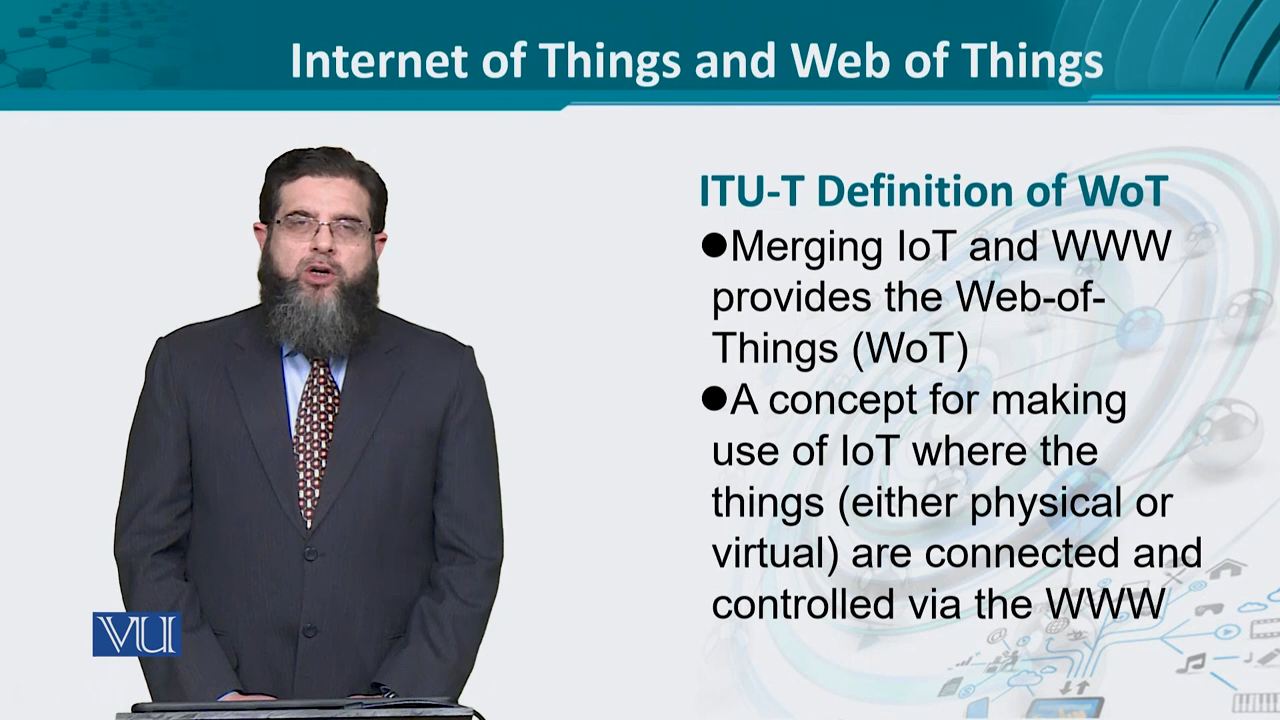 Internet of Things and Web of Things
ITU-T Definition of WoT
●Merging IoT and WWW
provides the Web-of-
Things (WoT)
●A concept for making
use of IoT where the
things (either physical or
virtual) are connected and
controlled via the WWW
VU